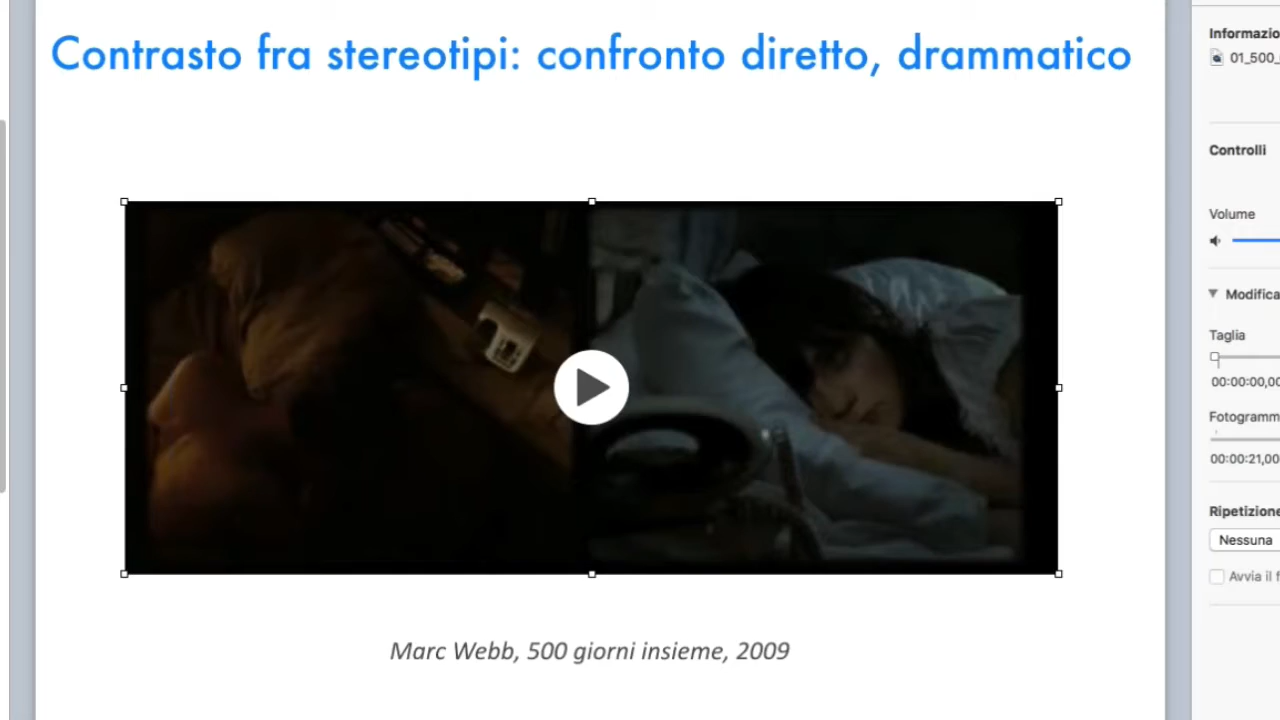 Contrasto fra stereotipi: confronto diretto, drammatico
Marc Webb, 500 giorni insieme, 2009
Informazio
01_500_
Controlli
Volume
Modifica
Taglia
00:00:00,00
Fotogramm
00:00:21,00
Ripetizione
Nessuna
Avvia il f